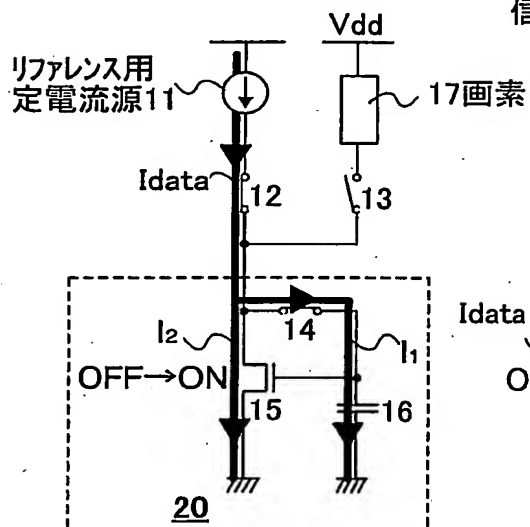 信
Vdd
リファレンス用
定電流源11
17画素
Idata
12
13
14
I2
I1
Idata
OFF→ON
O
15
16
20